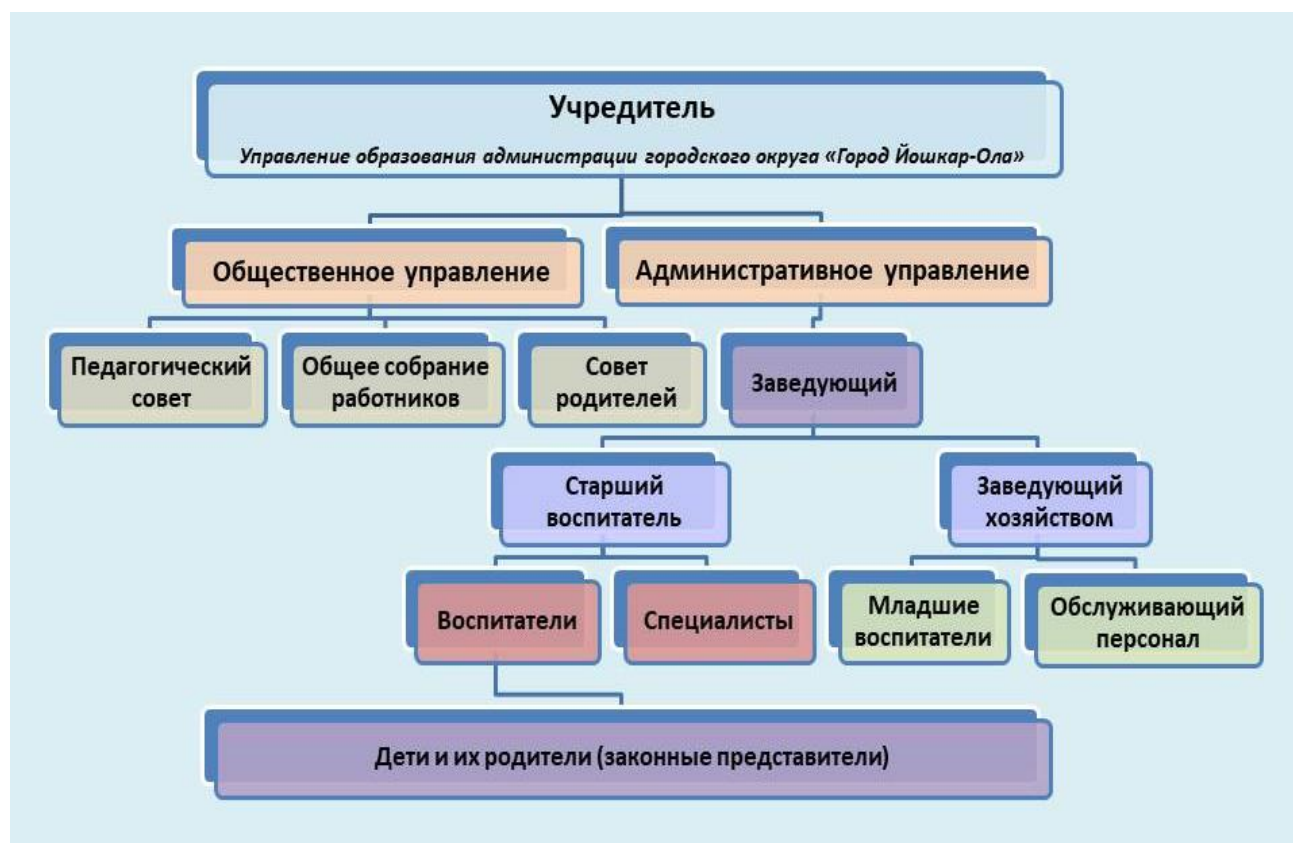 Учредитель
Управление образования администрации городского округа «Город Йошкар-Ола»
Общественное управление
Административное управление
Педагогический
совет
Общее собрание
работников
Совет
родителей
Заведующий
Старший
воспитатель
Заведующий
хозяйством
Воспитатели
Специалисты
Младшие
воспитатели
Обслуживающий
персонал
Дети и их родители (законные представители)